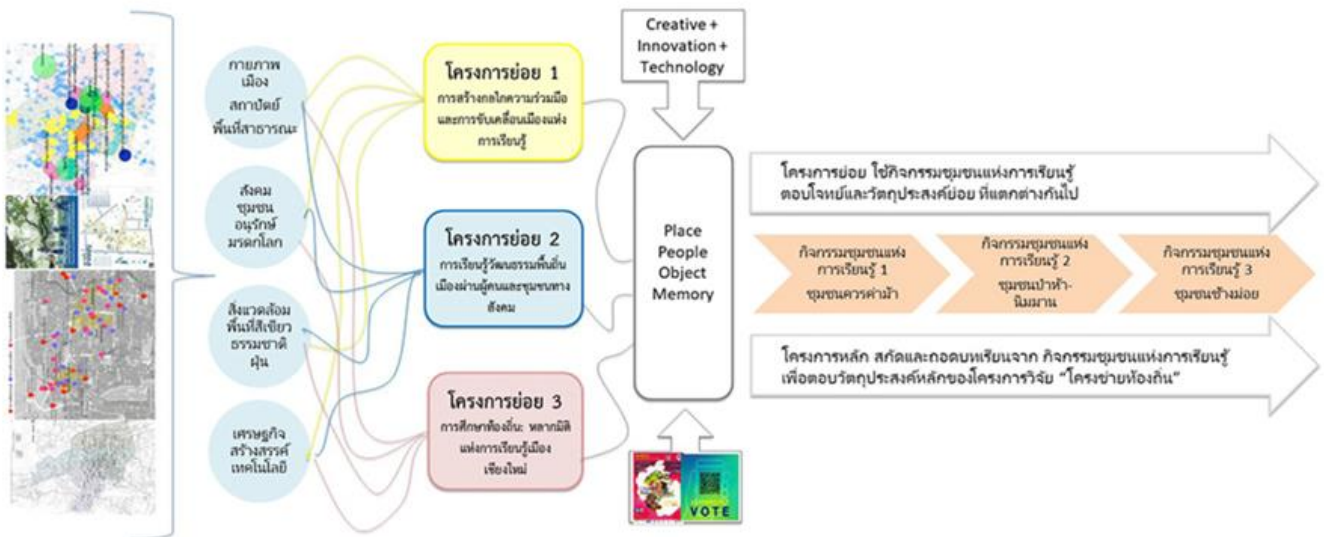 กายภาพ
เมือง
สถาปัตย์
พื้นที่สาธารณะ
สังคม
ชุมชน
อนุรักษ์
มรดกโลก
สิ่งแวดล้อม
พื้นที่สีเขียว
ธรรมชาติ
ฝุ่น
เศรษฐกิจ
สร้างสรรค์
เทคโนโลยี
โครงการย่อย 1
การสร้างกลไกความร่วมมือ
และการขับเคลื่อนเมืองแห่ง
การเรียนรู้
โครงการย่อย 2
การเรียนรู้วัฒนธรรมพื้นถิ่น
เมืองผ่านผู้คนและชุมชนทาง
สังคม
โครงการย่อย 3
การศึกษาท้องถิ่น: หลากมิติ
แห่งการเรียนรู้เมือง
เชียงใหม่
Creative +
Innovation +
Technology
Place
People
Object
Memory
VOTE
โครงการย่อย ใช้กิจกรรมชุมชนแห่งการเรียนรู้
ตอบโจทย์และวัตถุประสงค์ย่อย ที่แตกต่างกันไป
กิจกรรมชุมชนแห่ง
การเรียนรู้ 1
ชุมชนควรค่าม้า
กิจกรรมชุมชนแห่ง
การเรียนรู้ 2
ชุมชนป่าห้า-
นิมมาน
กิจกรรมชุมชนแห่ง
การเรียนรู้ 3
ชุมชนช้างม่อย
โครงการหลัก สกัดและถอดบทเรียนจาก กิจกรรมชุมชนแห่งการเรียนรู้
เพื่อตอบวัตถุประสงค์หลักของโครงการวิจัย “โครงข่ายท้องถิ่น”